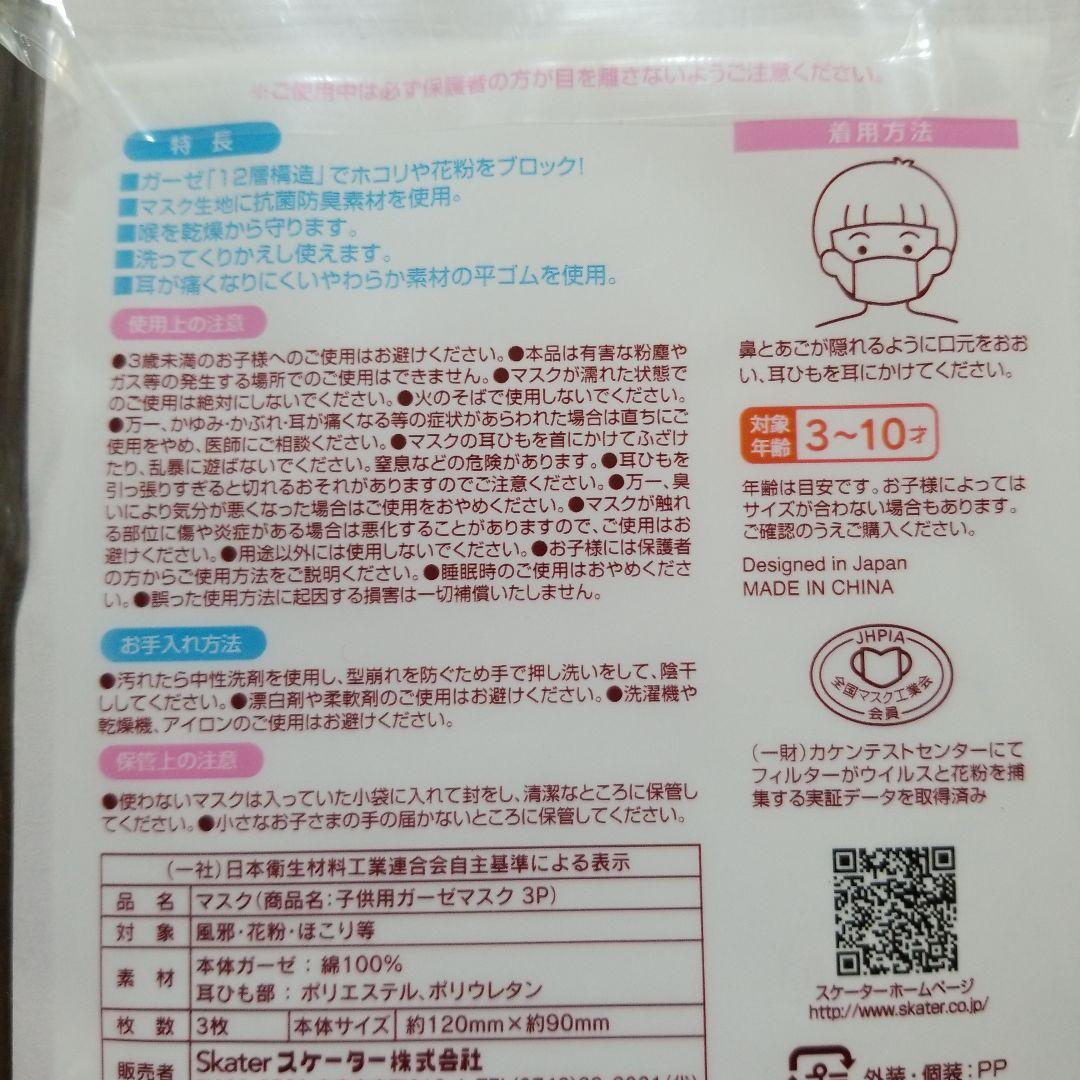 ※ご使用中は必ず保護者の方が目を離さないようご注意ください。
特 長
■ガーゼ「12層構造」でホコリや花粉をブロック!
■マスク生地に抗菌防臭素材を使用。
■喉を乾燥から守ります。
■洗ってくりかえし使えます。
■耳が痛くなりにくいやわらか素材の平ゴムを使用。
使用上の注意
●3歳未満のお子様へのご使用はお避けください。●本品は有害な粉塵や
ガス等の発生する場所でのご使用はできません。●マスクが濡れた状態で
のご使用は絶対にしないでください。●火のそばで使用しないでください。
●万一、かゆみ・かぶれ・耳が痛くなる等の症状があらわれた場合は直ちにご
使用をやめ、医師にご相談ください。●マスクの耳ひもを首にかけてふざけ
たり、乱暴に遊ばないでください。窒息などの危険があります。●耳ひもを
引っ張りすぎると切れるおそれがありますのでご注意ください。●万一、臭
いにより気分が悪くなった場合はご使用をおやめください。●マスクが触れ
る部位に傷や炎症がある場合は悪化することがありますので、ご使用はお
避けください。●用途以外には使用しないでください。●お子様には保護者
の方からご使用方法をご説明ください。●睡眠時のご使用はおやめくださ
い。●誤った使用方法に起因する損害は一切補償いたしません。
お手入れ方法
●汚れたら中性洗剤を使用し、型崩れを防ぐため手で押し洗いをして、陰干
ししてください。●漂白剤や柔軟剤のご使用はお避けください。●洗濯機や
乾燥機、アイロンのご使用はお避けください。
保管上の注意
●使わないマスクは入っていた小袋に入れて封をし、清潔なところに保管し
てください。●小さなお子さまの手の届かないところに保管してください。
(一社)日本衛生材料工業連合会自主基準による表示
品 名 マスク(商品名:子供用ガーゼマスク 3P)
対 象 風邪・花粉・ほこり等
素 材 本体ガーゼ : 綿100%
耳ひも部 : ポリエステル、ポリウレタン
枚 数 3枚 本体サイズ 約120mm×約90mm
販売者 Skater スケーター株式会社
着用方法
鼻とあごが隠れるように口元をおお
い、耳ひもを耳にかけてください。
対象
年齢 3～10才
年齢は目安です。お子様によっては
サイズが合わない場合もあります。
ご確認のうえご購入ください。
Designed in Japan
MADE IN CHINA
JHPIA
全国マスク工業会
会員
(一財)カケンテストセンターにて
フィルターがウイルスと花粉を捕
集する実証データを取得済み
スケーターホームページ
http://www.skater.co.jp/
外装・個装:PP